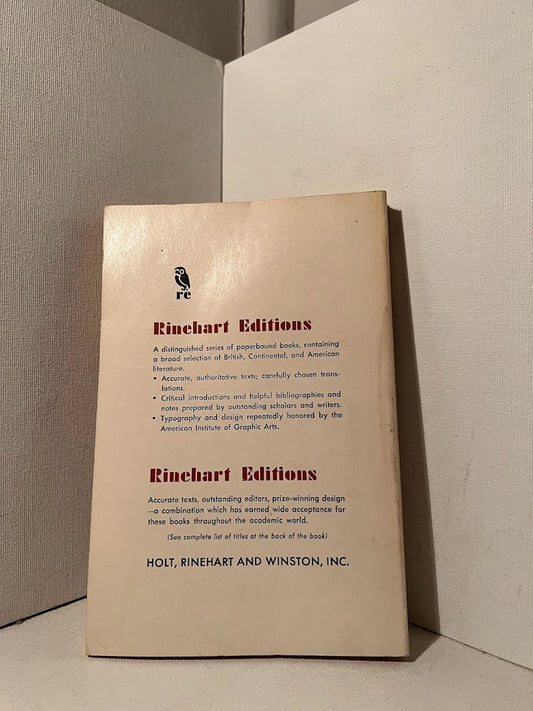 re
Rinehart Editions
A distinguished series of paperbound books, containing
a broad selection of British, Continental, and American
literature.
• Accurate, authoritative texts; carefully chosen trans-
lations.
• Critical introductions and helpful bibliographies and
notes prepared by outstanding scholars and writers.
• Typography and design repeatedly honored by the
American Institute of Graphic Arts.
Rinehart Editions
Accurate texts, outstanding editors, prize-winning design
—a combination which has earned wide acceptance for
these books throughout the academic world.
(See complete list of titles at the back of the book)
HOLT, RINEHART AND WINSTON, INC.